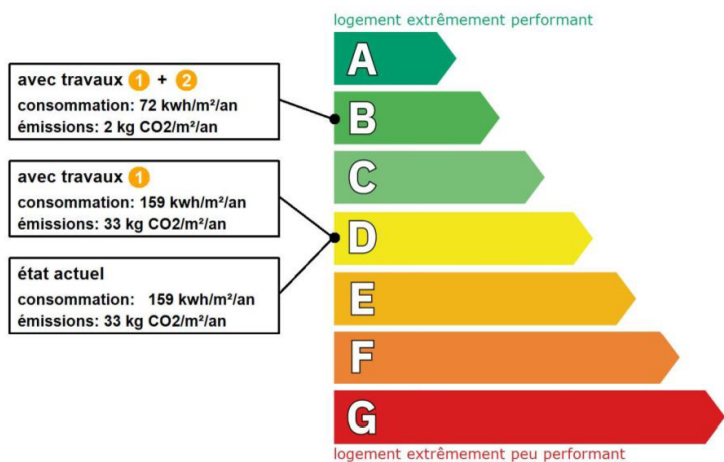 logement extrêmement performant
avec travaux 1 + 2
consommation: 72 kwh/m²/an
émissions: 2 kg CO2/m²/an
avec travaux 1
consommation: 159 kwh/m²/an
émissions: 33 kg CO2/m²/an
état actuel
consommation: 159 kwh/m²/an
émissions: 33 kg CO2/m²/an
A
B
C
D
E
F
G
logement extrêmement peu performant